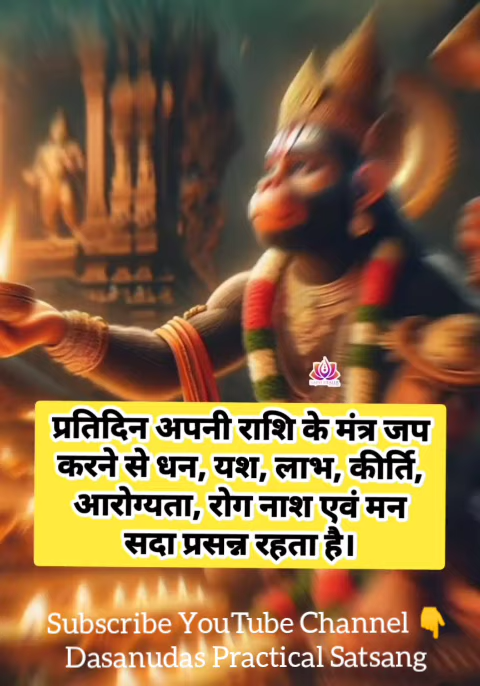 प्रतिदिन अपनी राशि के मंत्र जप
करने से धन, यश, लाभ, कीर्ति,
आरोग्यता, रोग नाश एवं मन
सदा प्रसन्न रहता है।
Subscribe YouTube Channel 👇
Dasanudas Practical Satsang